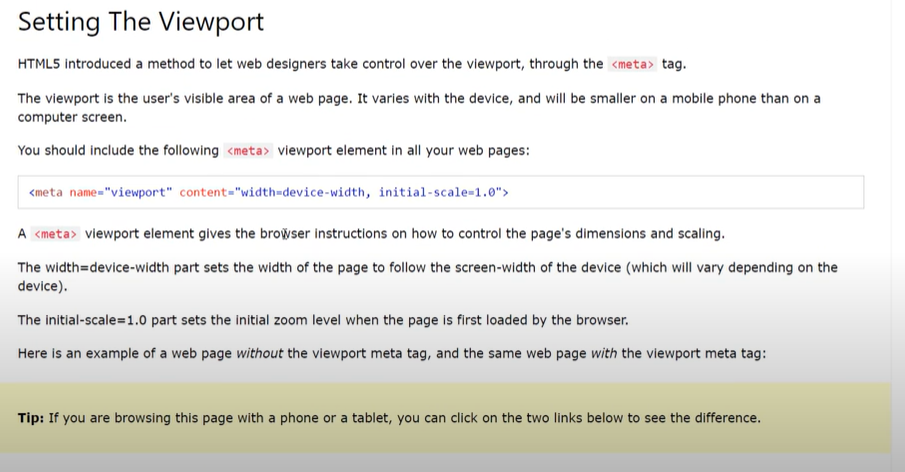 Setting The Viewport
HTML5 introduced a method to let web designers take control over the viewport, through the <meta> tag.
The viewport is the user's visible area of a web page. It varies with the device, and will be smaller on a mobile phone than on a
computer screen.
You should include the following <meta> viewport element in all your web pages:
<meta name="viewport" content="width=device-width, initial-scale=1.0">
A <meta> viewport element gives the browser instructions on how to control the page's dimensions and scaling.
The width=device-width part sets the width of the page to follow the screen-width of the device (which will vary depending on the
device).
The initial-scale=1.0 part sets the initial zoom level when the page is first loaded by the browser.
Here is an example of a web page without the viewport meta tag, and the same web page with the viewport meta tag:
Tip: If you are browsing this page with a phone or a tablet, you can click on the two links below to see the difference.